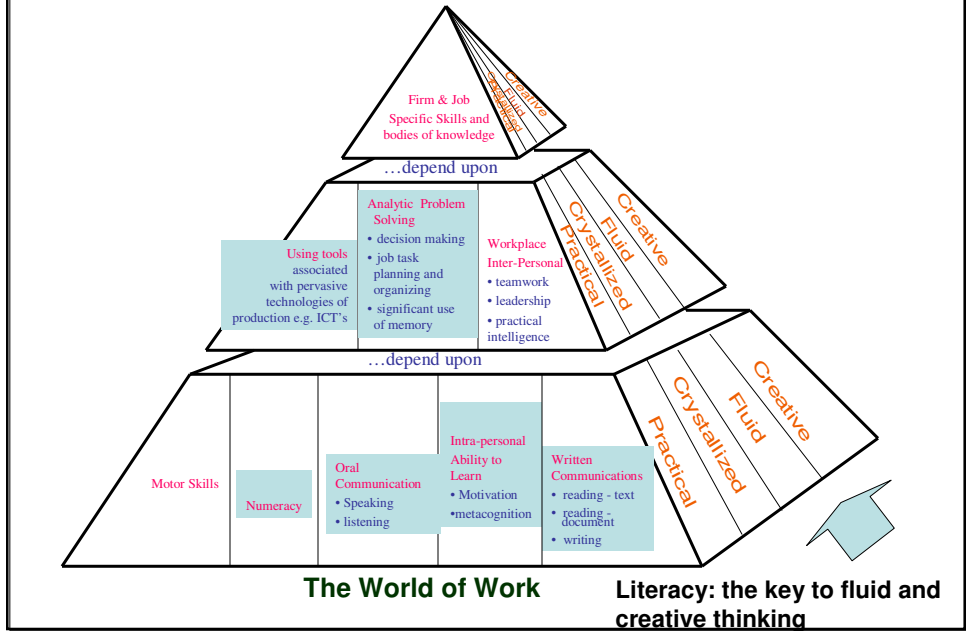 Firm & Job
Specific Skills and
bodies of knowledge
Creative
Fluid
Crystallized
Practical
…depend upon
Using tools
associated
with pervasive
technologies of
production e.g. ICT's
Analytic Problem
Solving
• decision making
• job task
planning and
organizing
• significant use
of memory
Workplace
Inter-Personal
• teamwork
• leadership
• practical
intelligence
Practical
Crystallized
Fluid
Creative
…depend upon
Motor Skills
Numeracy
Oral
Communication
• Speaking
• listening
Intra-personal
Ability to
Learn
• Motivation
•metacognition
Written
Communications
• reading - text
• reading -
document
• writing
Practical
Crystallized
Fluid
Creative
The World of Work
Literacy: the key to fluid and
creative thinking